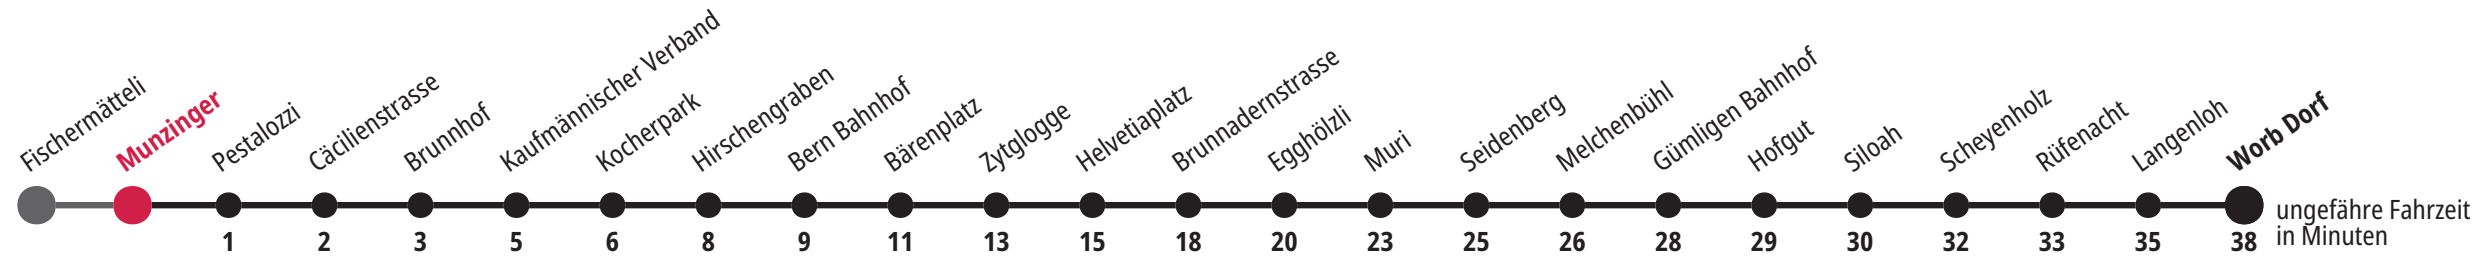 Fischermätteli
Munzinger
Pestalozzi
Cäcilienstrasse
Brunnhof
Kaufmännischer Verband
Kocherpark
Hirschengraben
Bern Bahnhof
Bärenplatz
Zytglogge
Helvetiaplatz
Brunnadernstrasse
Egghölzli
Muri
Seidenberg
Melchenbühl
Gümligen Bahnhof
Hofgut
Siloah
Scheyenholz
Rüfenacht
Langenloh
Worb Dorf
1 2 3 5 6 8 9 11 13 15 18 20 23 25 26 28 29 30 32 33 35 38
ungefähre Fahrzeit
in Minuten